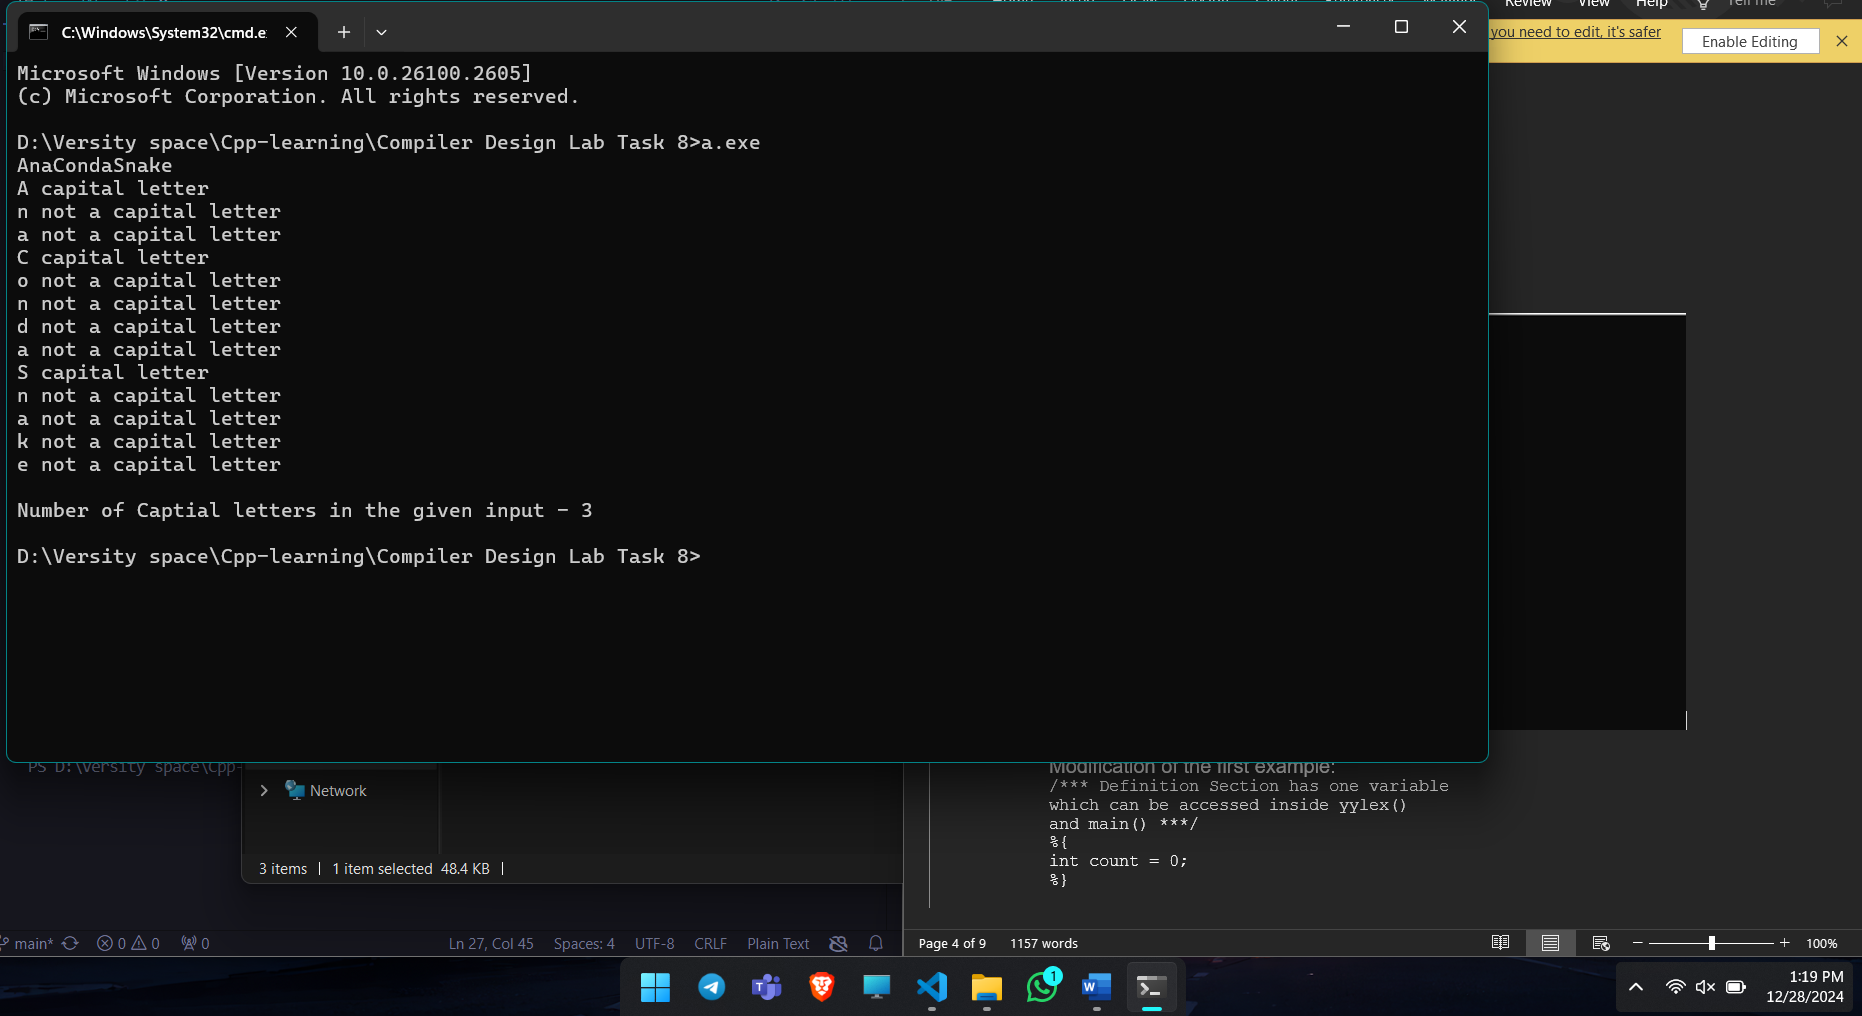 C:\Windows\System32\cmd.e
Review View Help Tell me
you need to edit, it's safer
Enable Editing
Microsoft Windows [Version 10.0.26100.2605]
(c) Microsoft Corporation. All rights reserved.
D:\Versity space\Cpp-learning\Compiler Design Lab Task 8>a.exe
AnaCondaSnake
A capital letter
n not a capital letter
a not a capital letter
C capital letter
o not a capital letter
n not a capital letter
d not a capital letter
a not a capital letter
S capital letter
n not a capital letter
a not a capital letter
k not a capital letter
e not a capital letter
Number of Captial letters in the given input - 3
D:\Versity space\Cpp-learning\Compiler Design Lab Task 8>
PS D:\Versity space\Cpp-
Network
3 items | 1 item selected 48.4 KB |
Modification of the first example:
/*** Definition Section has one variable
which can be accessed inside yylex()
and main() ***/
%{
int count = 0;
%}
main* 0 0 0
Ln 27, Col 45 Spaces: 4 UTF-8 CRLF Plain Text
Page 4 of 9 1157 words
100%
1
1:19 PM
12/28/2024